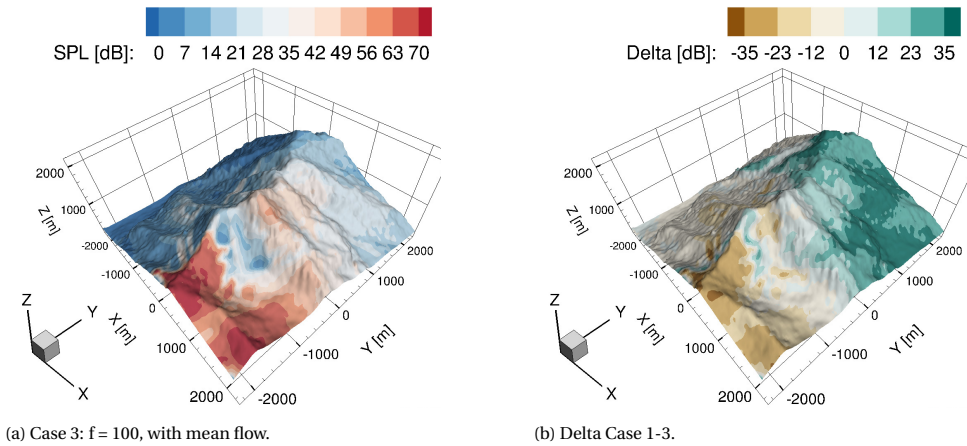 SPL [dB]: 0 7 14 21 28 35 42 49 56 63 70
2000
1000
Z [m]
-2000
-1000
0
1000
2000
X [m]
2000
1000
0
-1000
-2000
Y [m]
Z
Y
X
(a) Case 3: f = 100, with mean flow.
Delta [dB]: -35 -23 -12 0 12 23 35
2000
1000
Z [m]
-2000
-1000
0
1000
2000
X [m]
2000
1000
0
-1000
-2000
Y [m]
Z
Y
X
(b) Delta Case 1-3.